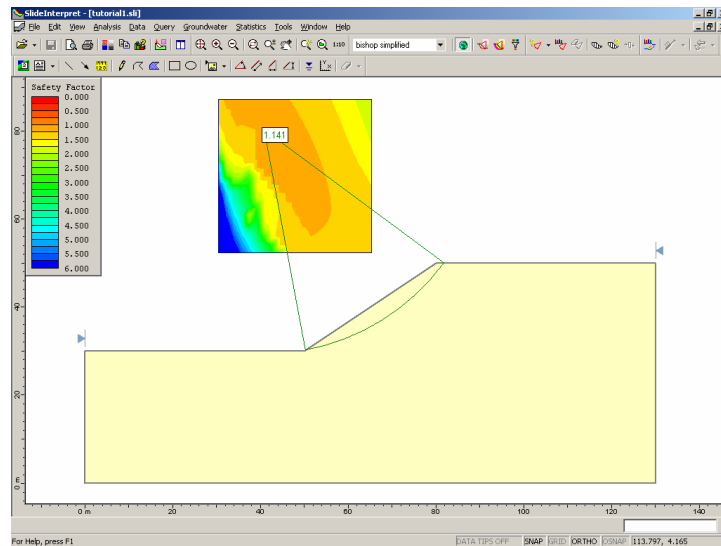 SlideInterpret - [tutorial1.sli]
File Edit View Analysis Data Query Groundwater Statistics Tools Window Help
1:10 bishop simplified
Safety Factor
0.000
0.500
1.000
1.500
2.000
2.500
3.000
3.500
4.000
4.500
5.000
5.500
6.000
1.141
80
60
40
20
0 m
0 m 20 40 60 80 100 120 140
For Help, press F1
DATA TIPS OFF SNAP GRID ORTHO OSNAP 113.797, 4.165